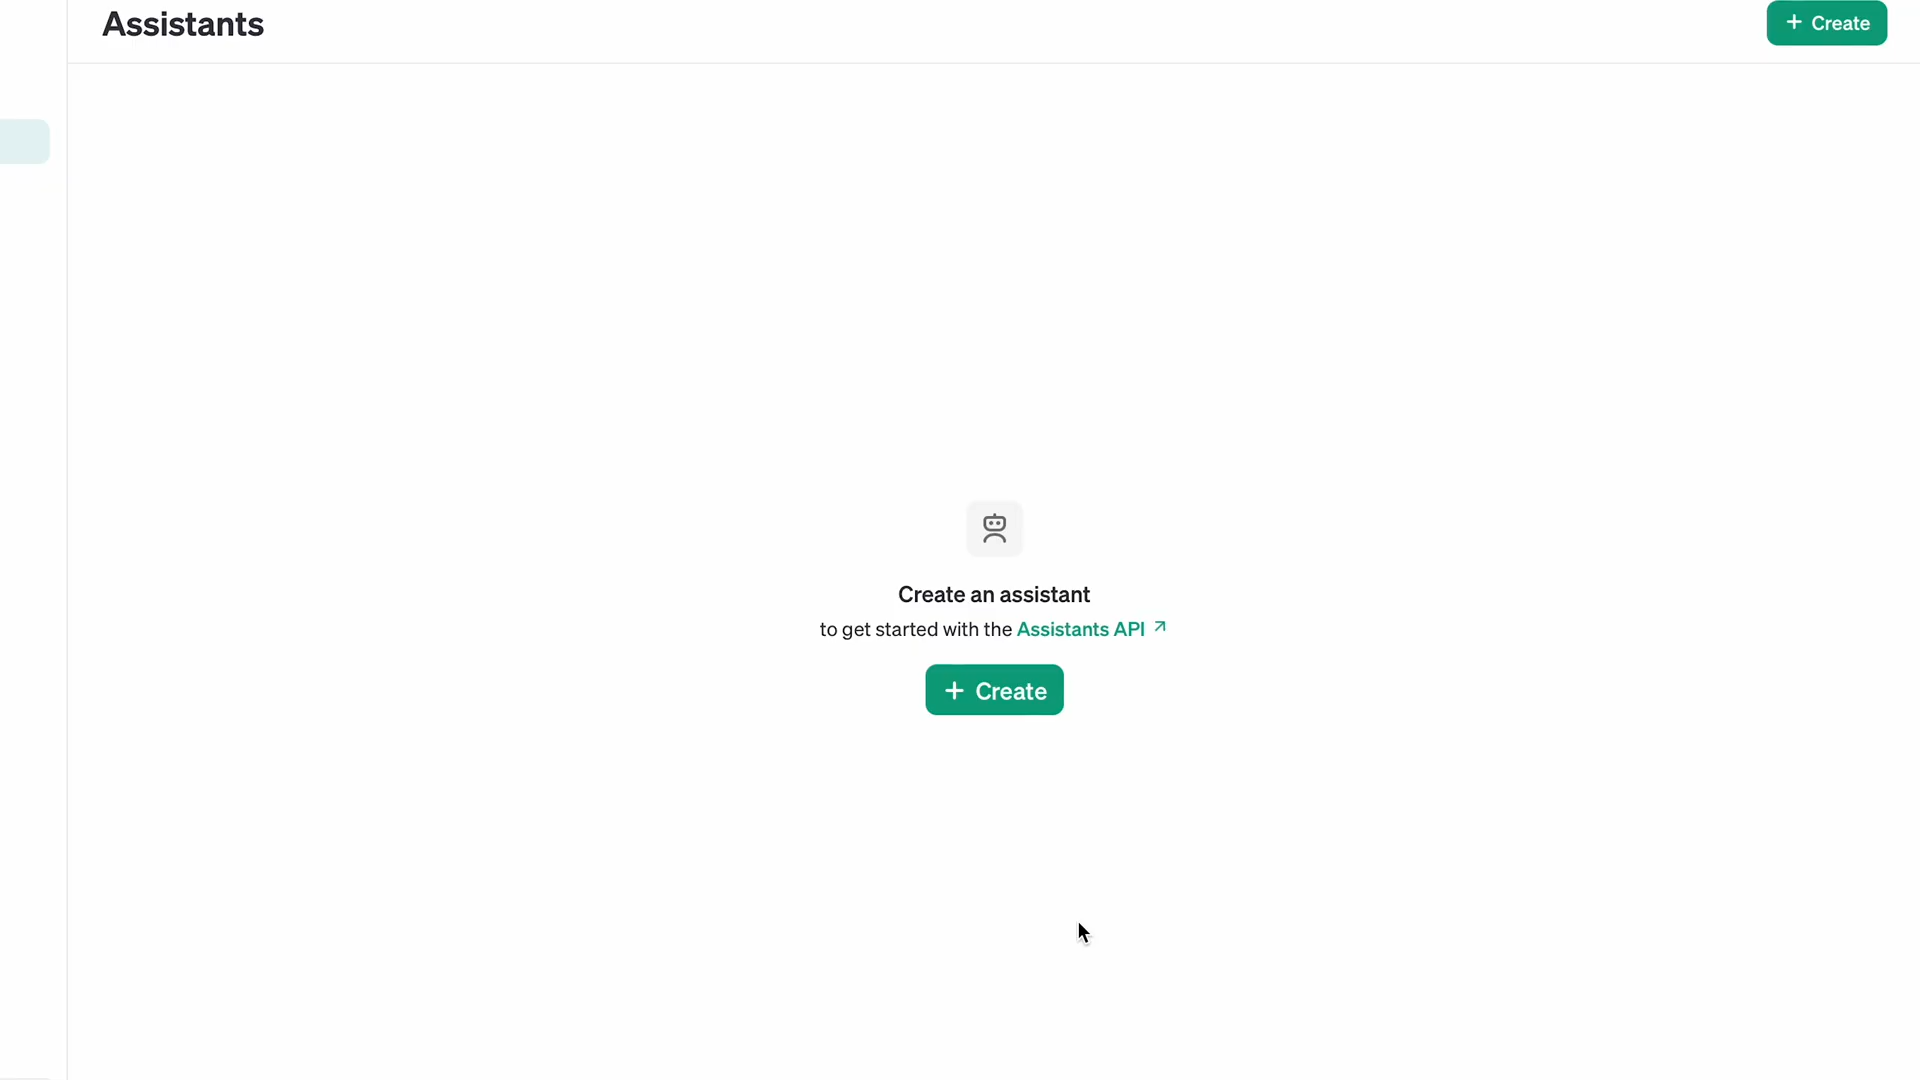 Assistants
+ Create
Create an assistant
to get started with the Assistants API ↗
+ Create